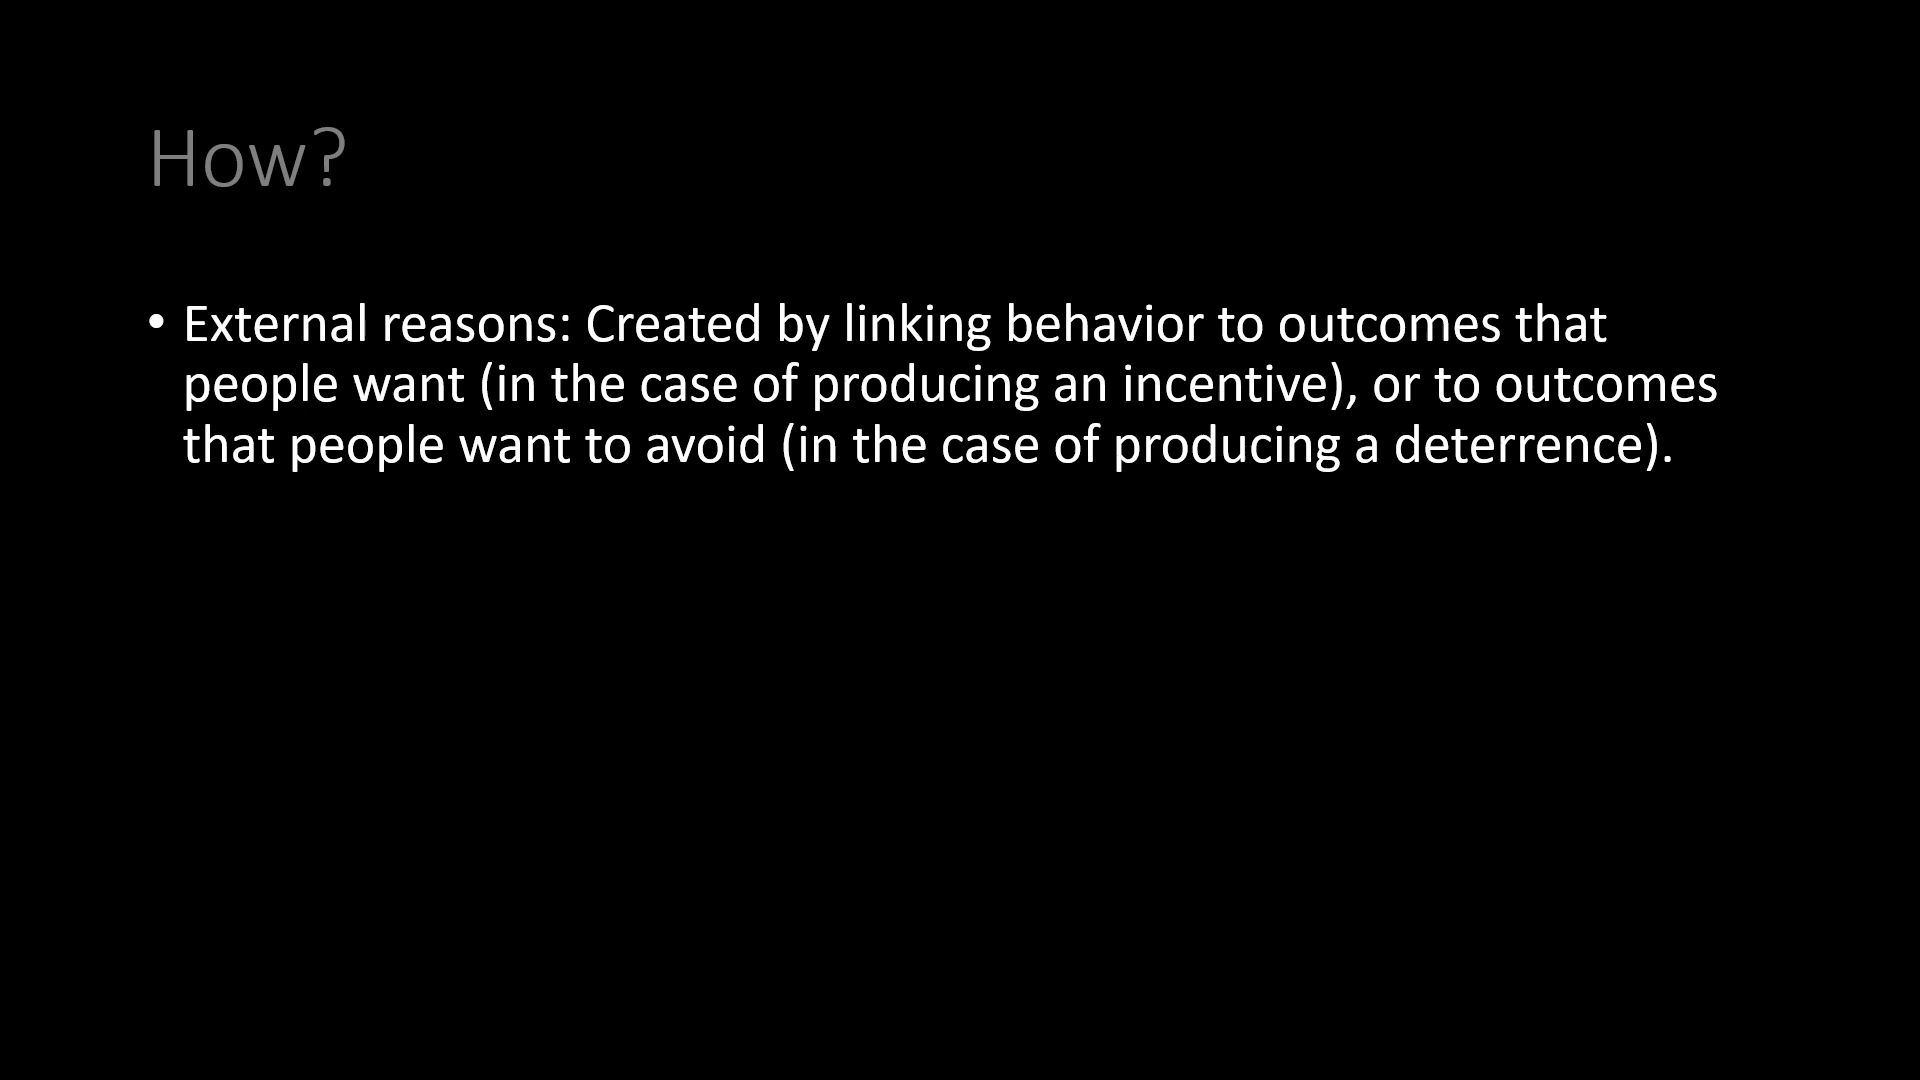 How?
• External reasons: Created by linking behavior to outcomes that
people want (in the case of producing an incentive), or to outcomes
that people want to avoid (in the case of producing a deterrence).